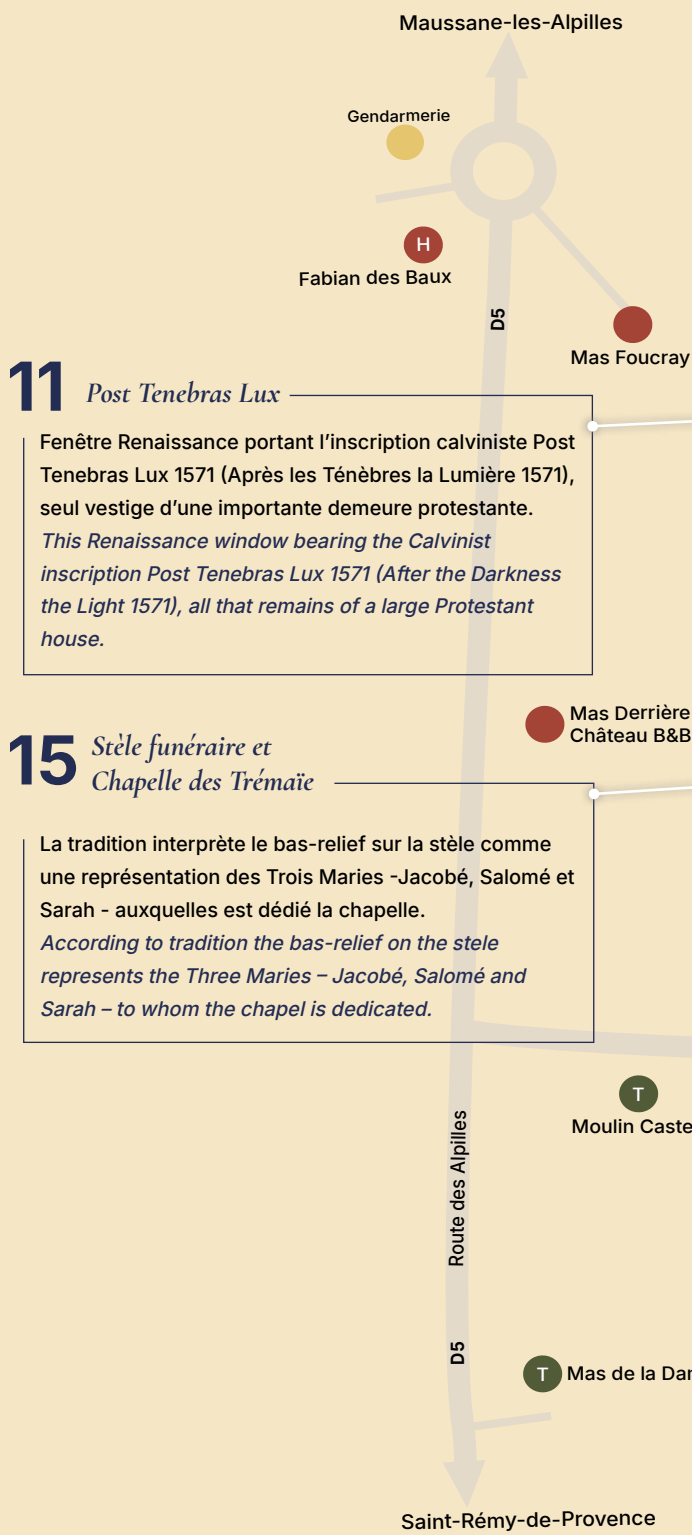 Maussane-les-Alpilles
Gendarmerie
H
Fabian des Baux
D5
Mas Foucray
11 Post Tenebras Lux
Fenêtre Renaissance portant l’inscription calviniste Post
Tenebras Lux 1571 (Après les Ténèbres la Lumière 1571),
seul vestige d’une importante demeure protestante.
This Renaissance window bearing the Calvinist
inscription Post Tenebras Lux 1571 (After the Darkness
the Light 1571), all that remains of a large Protestant
house.
Mas Derrière
Château B&B
15 Stèle funéraire et
Chapelle des Trémaïe
La tradition interprète le bas-relief sur la stèle comme
une représentation des Trois Maries -Jacobé, Salomé et
Sarah - auxquelles est dédié la chapelle.
According to tradition the bas-relief on the stele
represents the Three Maries – Jacobé, Salomé and
Sarah – to whom the chapel is dedicated.
T
Moulin Caste
Route des Alpilles
D5
T Mas de la
Saint-Rémy-de-Provence